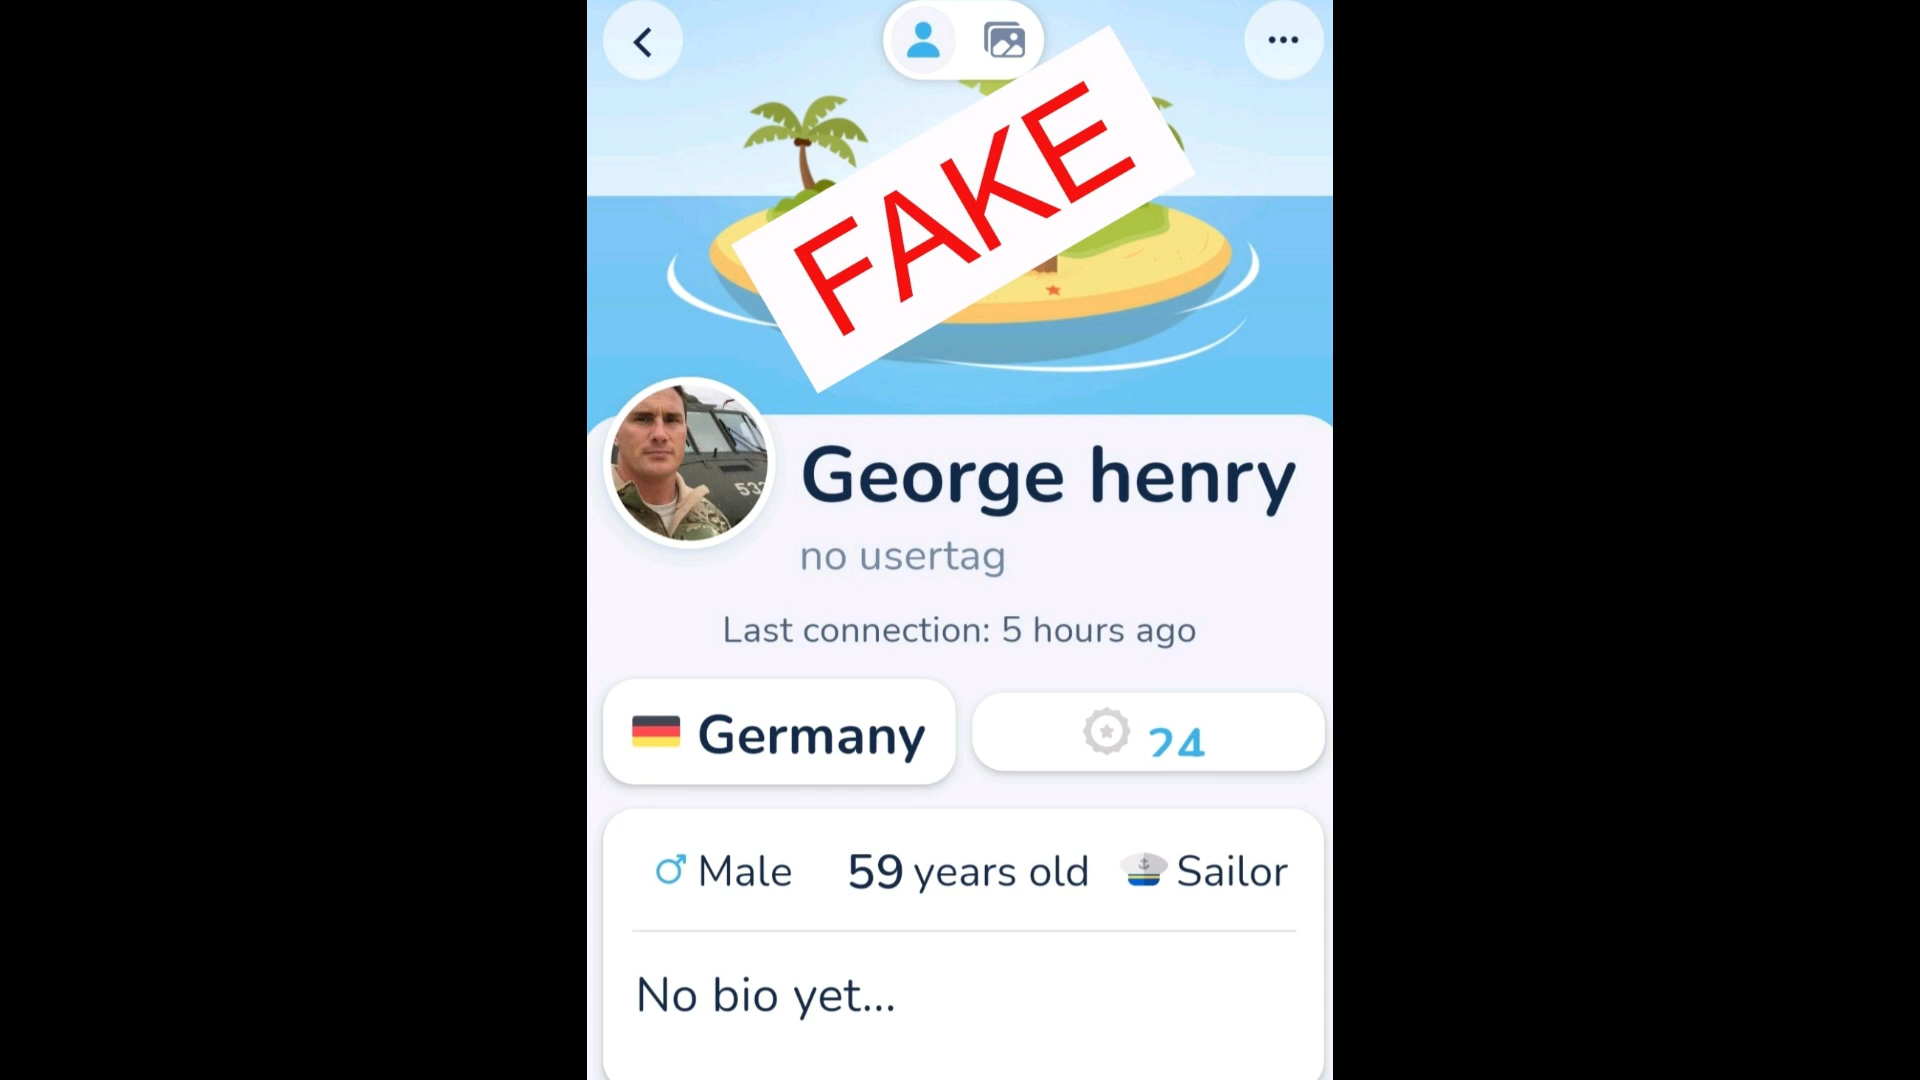 FAKE
533
George henry
no usertag
Last connection: 5 hours ago
Germany
24
Male 59 years old Sailor
No bio yet...